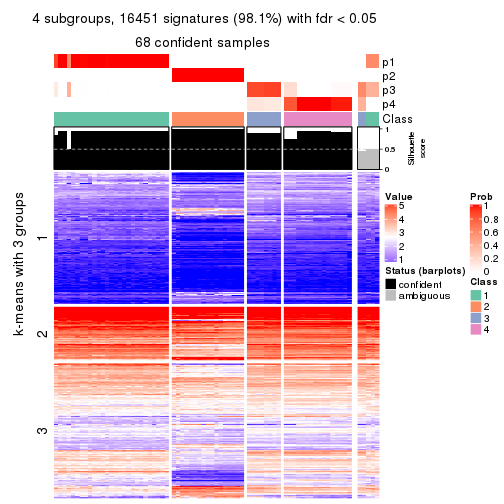 4 subgroups, 16451 signatures (98.1%) with fdr < 0.05
68 confident samples
p1
p2
p3
p4
Class
1
0.5
0
Silhouette
score
k-means with 3 groups
1
2
3
Value
5
4
3
2
1
Status (barplots)
confident
ambiguous
Prob
1
0.8
0.6
0.4
0.2
0
Class
1
2
3
4